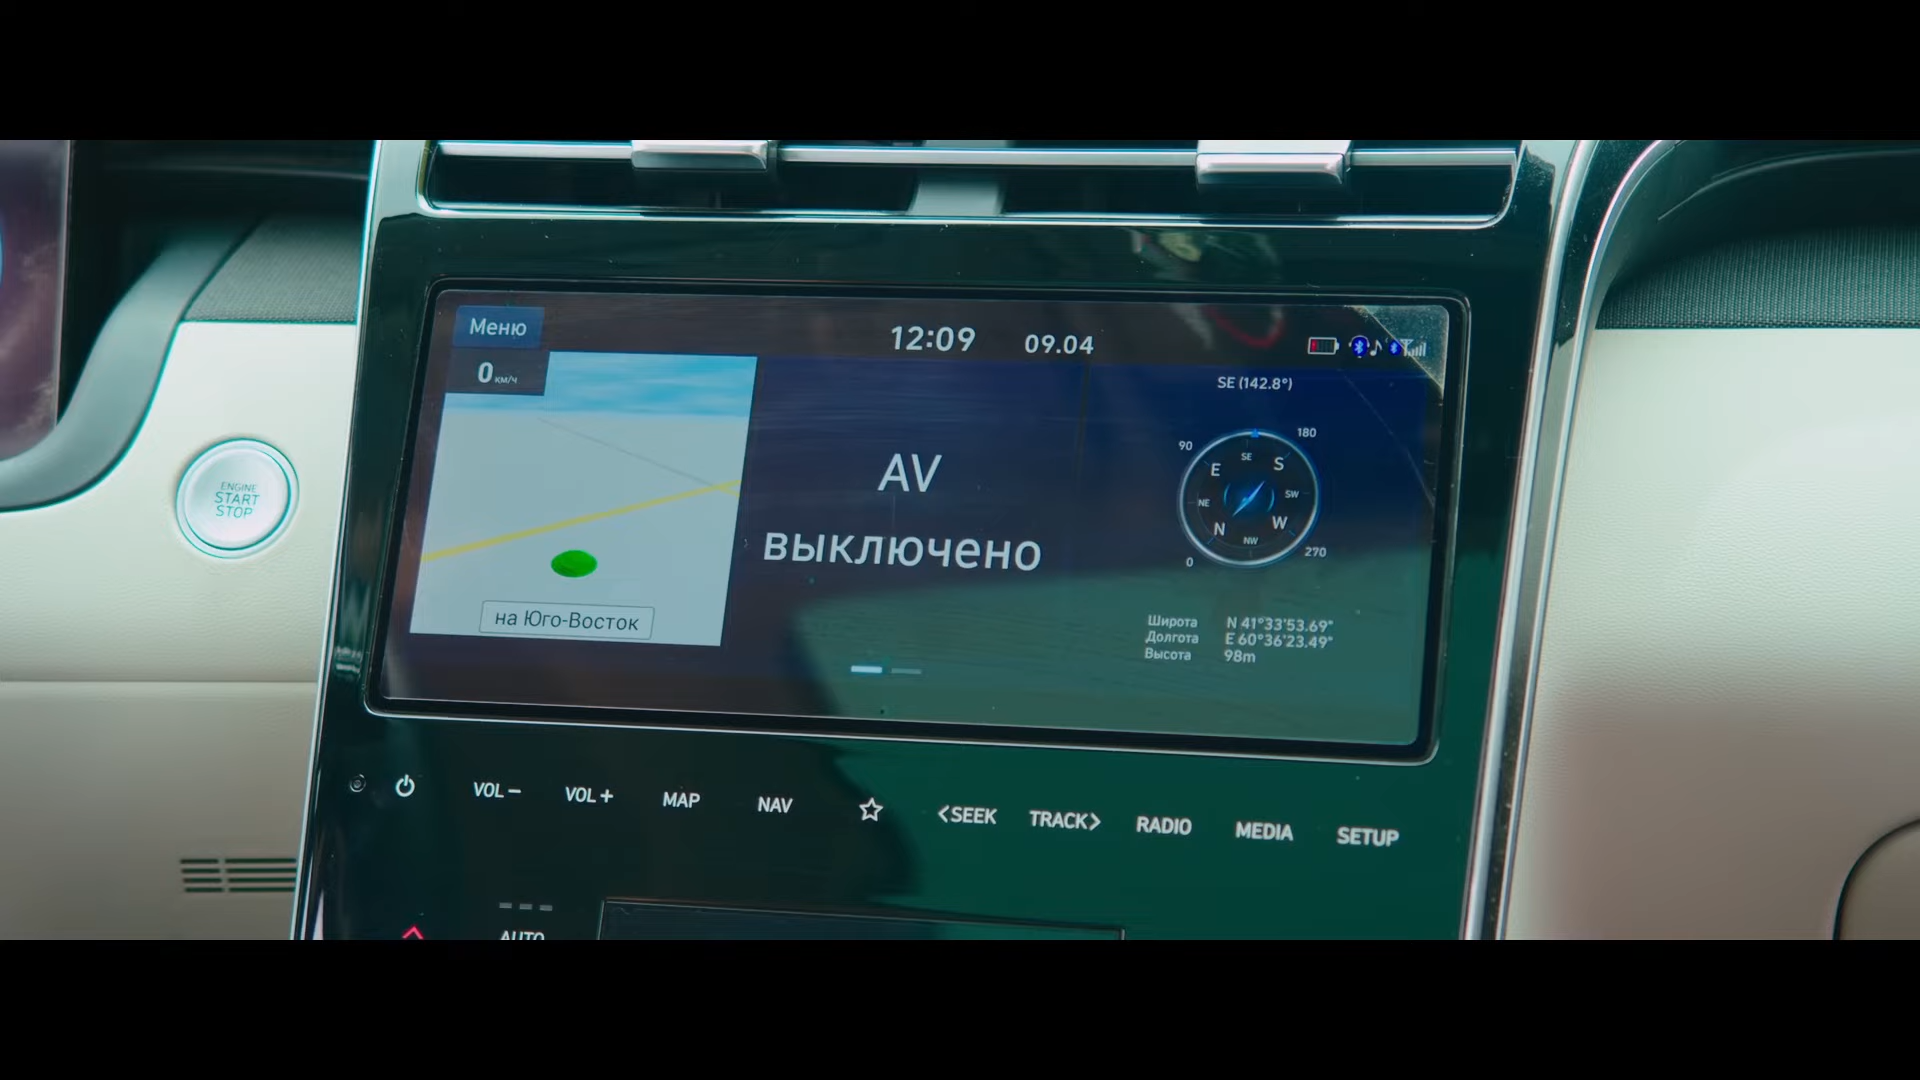 Меню
12:09
09.04
0 км/ч
SE (142.8°)
AV
выключено
90
180
SE
E
S
NE
SW
N
W
NW
0
270
на Юго-Восток
Широта N 41°33'53.69"
Долгота E 60°36'23.49"
Высота 98m
ENGINE
START
STOP
VOL−
VOL+
MAP
NAV
<SEEK
TRACK>
RADIO
MEDIA
SETUP
AUTO